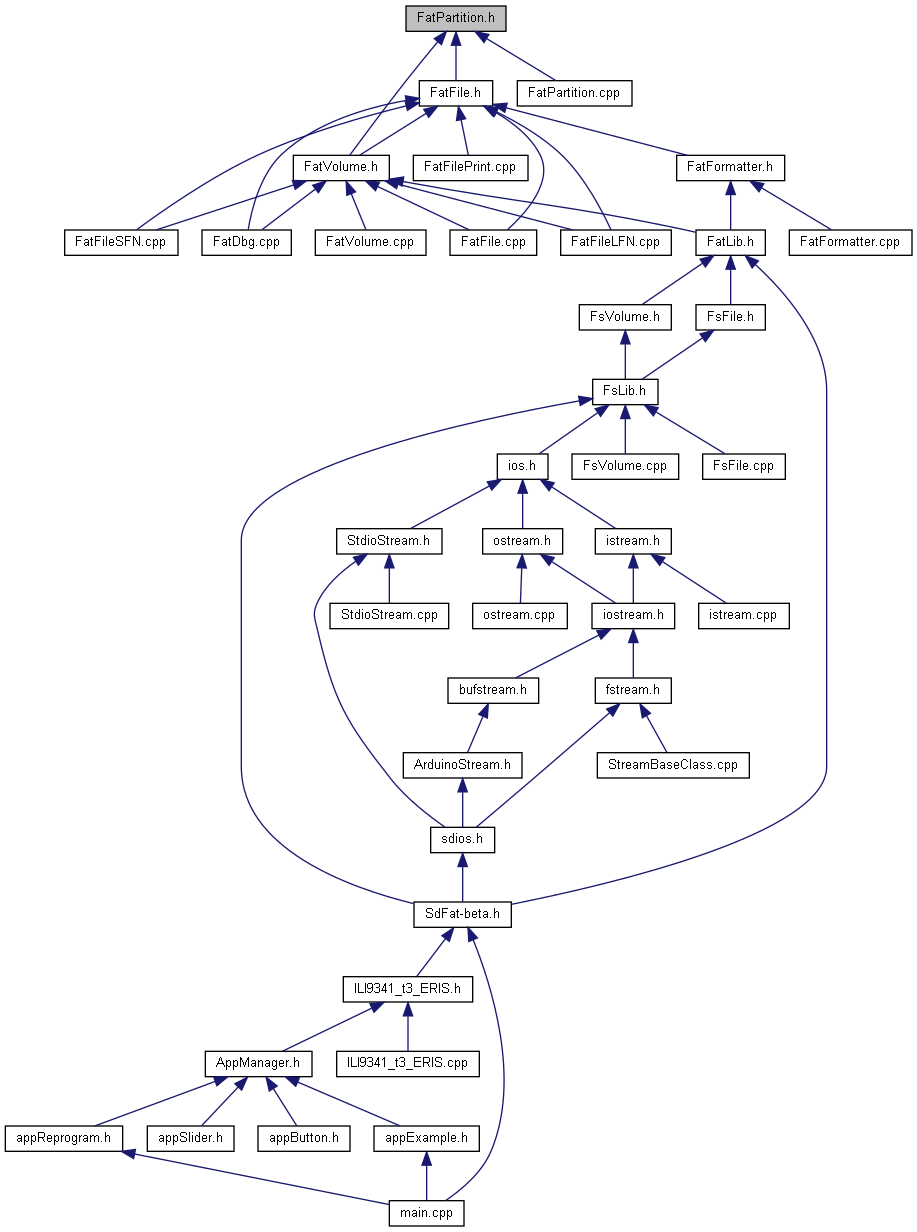 FatPartition.h
FatFile.h
FatPartition.cpp
FatVolume.h
FatFilePrint.cpp
FatFormatter.h
FatFileSFN.cpp
FatDbg.cpp
FatVolume.cpp
FatFile.cpp
FatFileLFN.cpp
FatLib.h
FatFormatter.cpp
FsVolume.h
FsFile.h
FsLib.h
ios.h
FsVolume.cpp
FsFile.cpp
StdioStream.h
ostream.h
istream.h
StdioStream.cpp
ostream.cpp
iostream.h
istream.cpp
bufstream.h
fstream.h
ArduinoStream.h
StreamBaseClass.cpp
sdios.h
SdFat-beta.h
ILI9341_t3_ERIS.h
AppManager.h
ILI9341_t3_ERIS.cpp
appReprogram.h
appSlider.h
appButton.h
appExample.h
main.cpp